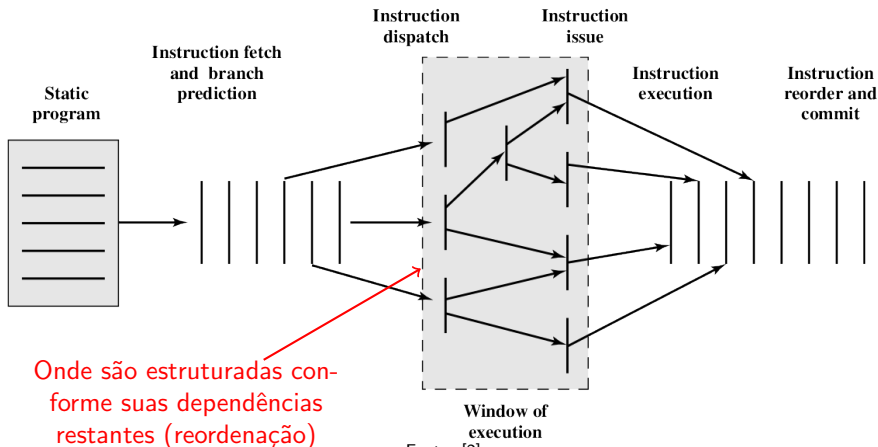 Instruction
dispatch
Instruction
issue
Instruction fetch
and branch
prediction
Instruction
execution
Instruction
reorder and
commit
Static
program
Onde são estruturadas con-
forme suas dependências
restantes (reordenação)
Window of
execution